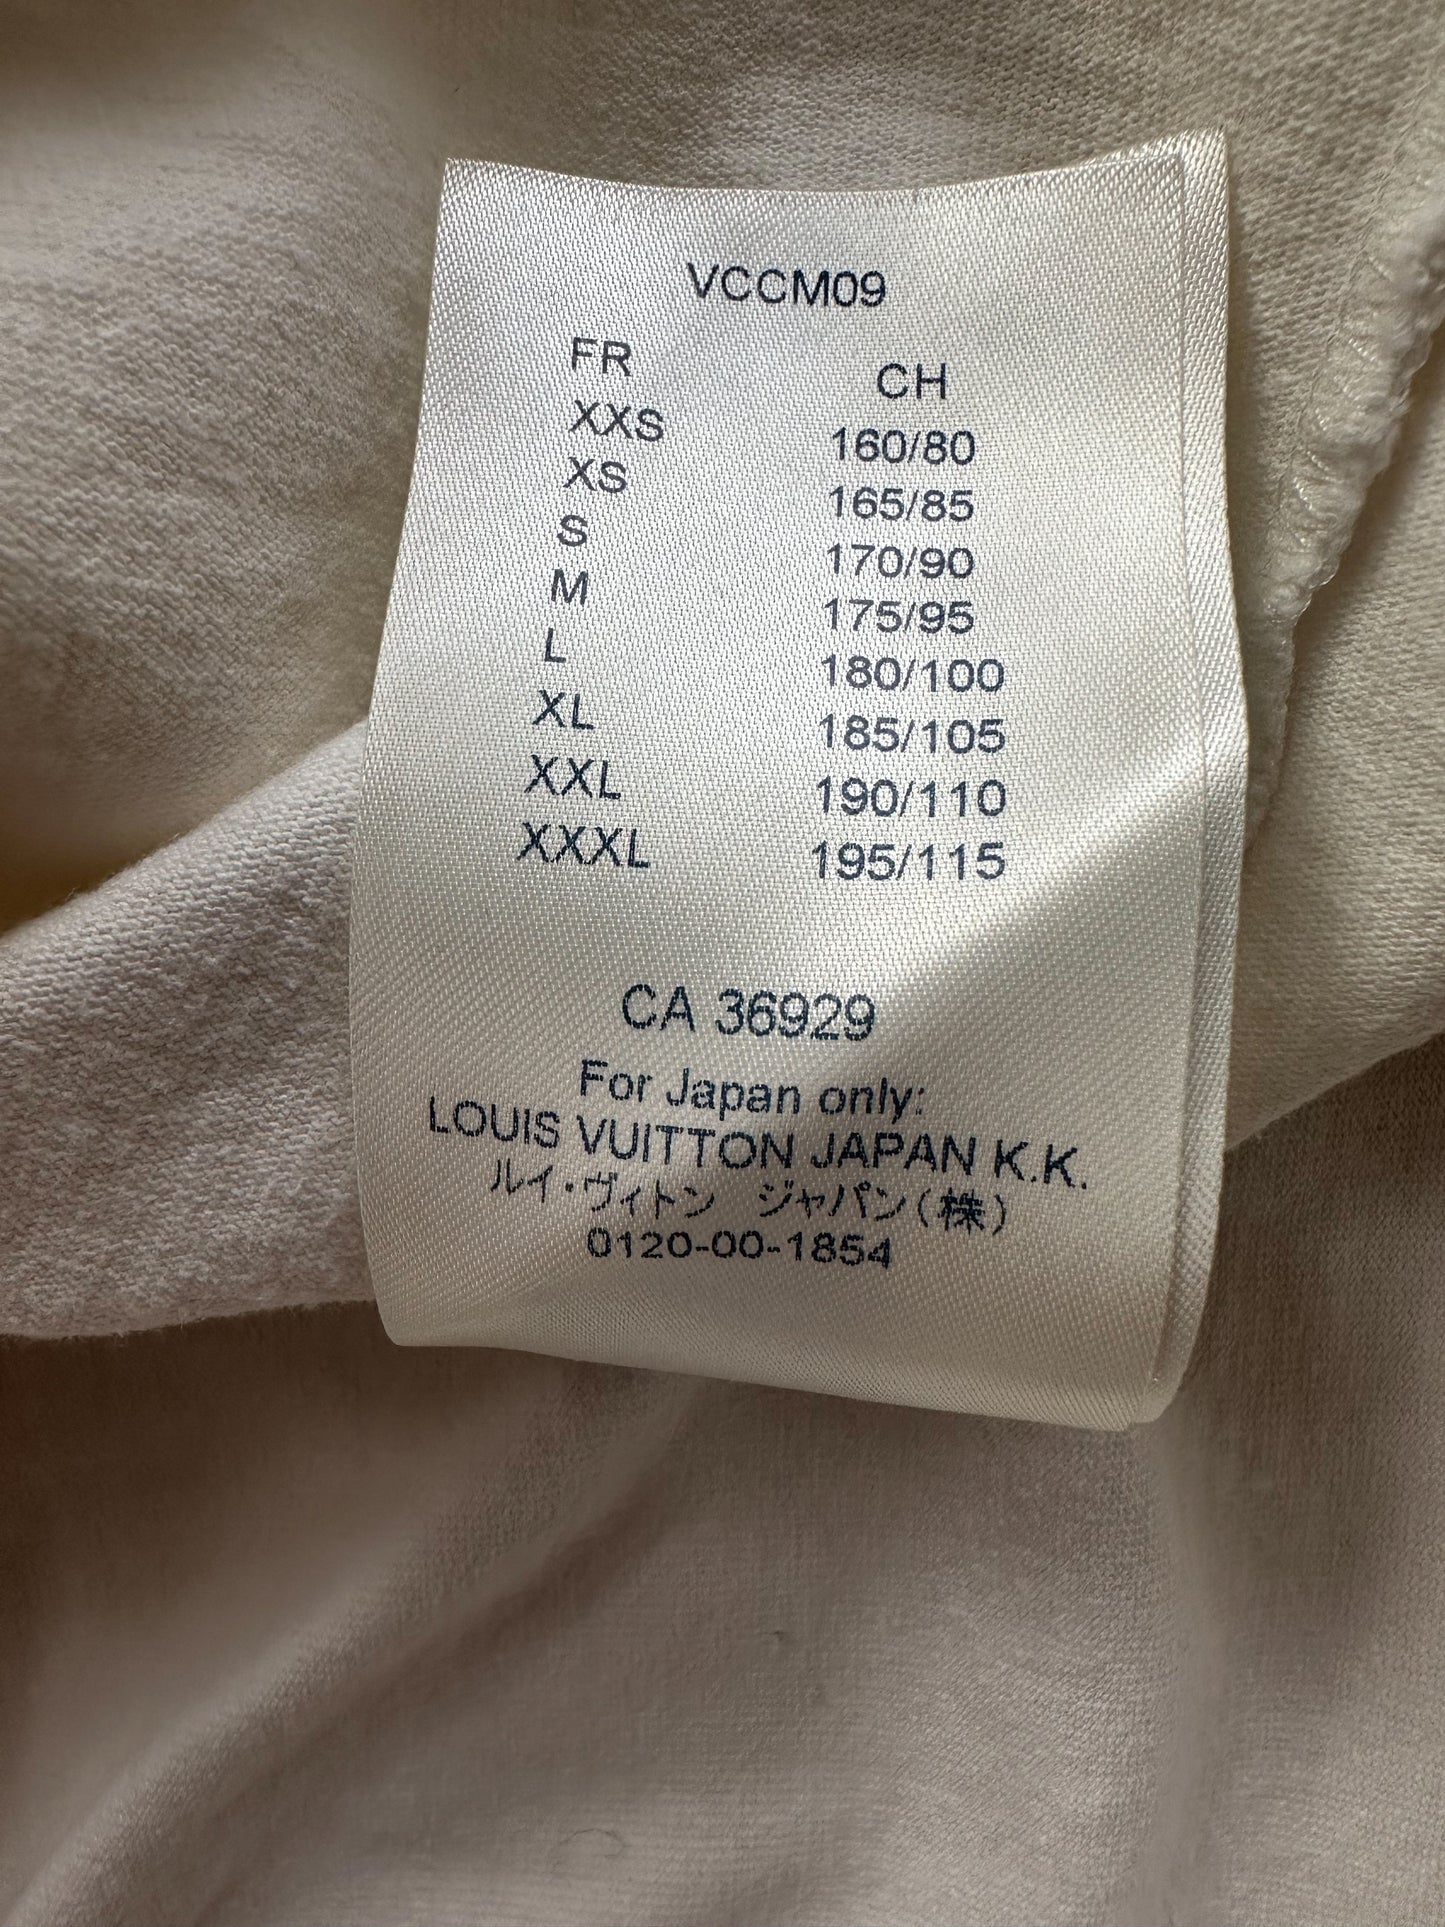 VCCM09
FR CH
XXS 160/80
XS 165/85
S 170/90
M 175/95
L 180/100
XL 185/105
XXL 190/110
XXXL 195/115
CA 36929
For Japan only:
LOUIS VUITTON JAPAN K.K.
ルイ・ヴィトン ジャパン(株)
0120-00-1854